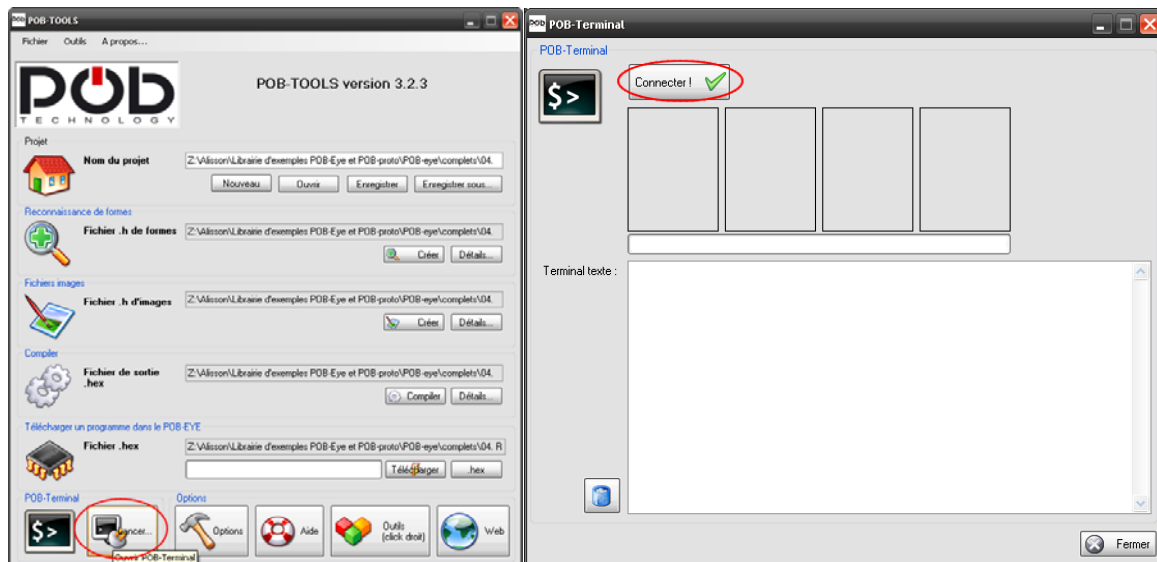 POB-TOOLS
Fichier Outils A propos...
POB
TECHNOLOGY
POB-TOOLS version 3.2.3
Projet
Nom du projet
Z:\Alisson\Librairie d'exemples POB-Eye et POB-proto\POB-eye\complets\04.
Nouveau Ouvrir Enregistrer Enregistrer sous...
Reconnaissance de formes
Fichier .h de formes
Z:\Alisson\Librairie d'exemples POB-Eye et POB-proto\POB-eye\complets\04.
Créer Détails...
Fichiers images
Fichier .h d'images
Z:\Alisson\Librairie d'exemples POB-Eye et POB-proto\POB-eye\complets\04.
Créer Détails...
Compiler
Fichier de sortie
.hex
Z:\Alisson\Librairie d'exemples POB-Eye et POB-proto\POB-eye\complets\04.
Compiler Détails...
Télécharger un programme dans le POB-EYE
Fichier .hex
Z:\Alisson\Librairie d'exemples POB-Eye et POB-proto\POB-eye\complets\04. R
Télécharger .hex
POB-Terminal
Options
$>
Lancer...
Options
Aide
Outils
(click droit)
Web
Ouvrir POB-Terminal
POB-Terminal
POB-Terminal
$>
Connecter !
Terminal texte :
Fermer